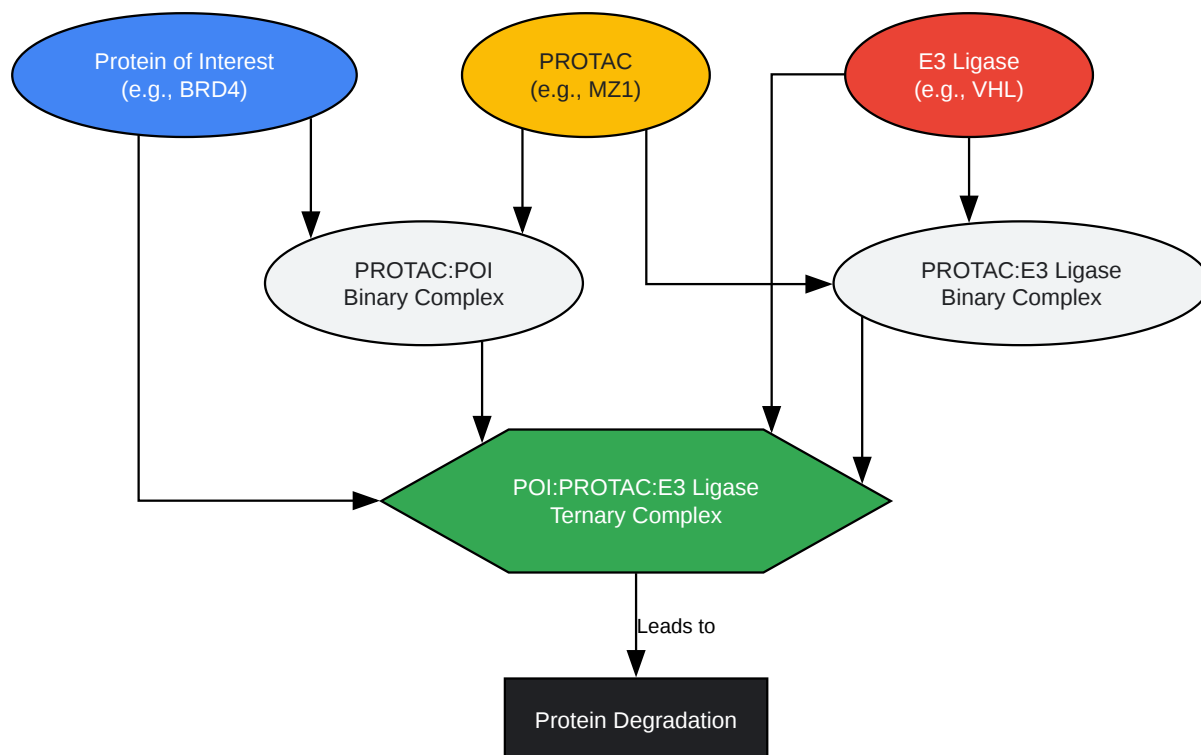 Protein of Interest
(e.g., BRD4)
PROTAC
(e.g., MZ1)
E3 Ligase
(e.g., VHL)
PROTAC:POI
Binary Complex
PROTAC:E3 Ligase
Binary Complex
POI:PROTAC:E3 Ligase
Ternary Complex
Leads to
Protein Degradation